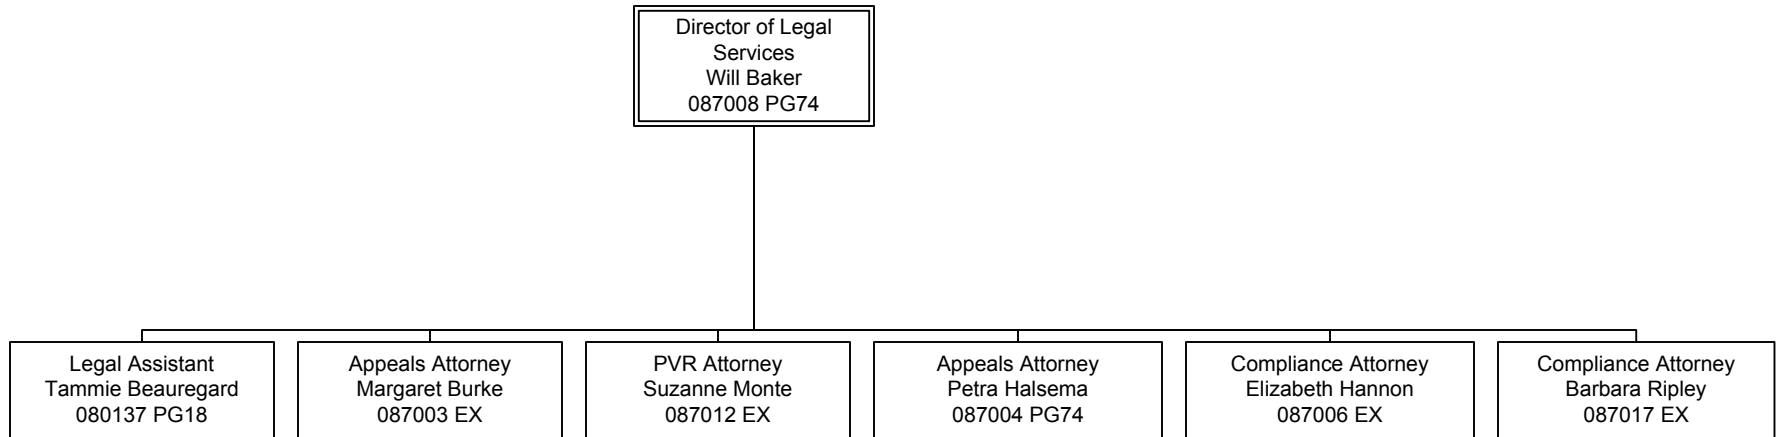 Director of Legal
Services
Will Baker
087008 PG74
Legal Assistant
Tammie Beauregard
080137 PG18
Appeals Attorney
Margaret Burke
087003 EX
PVR Attorney
Suzanne Monte
087012 EX
Appeals Attorney
Petra Halsema
087004 PG74
Compliance Attorney
Elizabeth Hannon
087006 EX
Compliance Attorney
Barbara Ripley
087017 EX